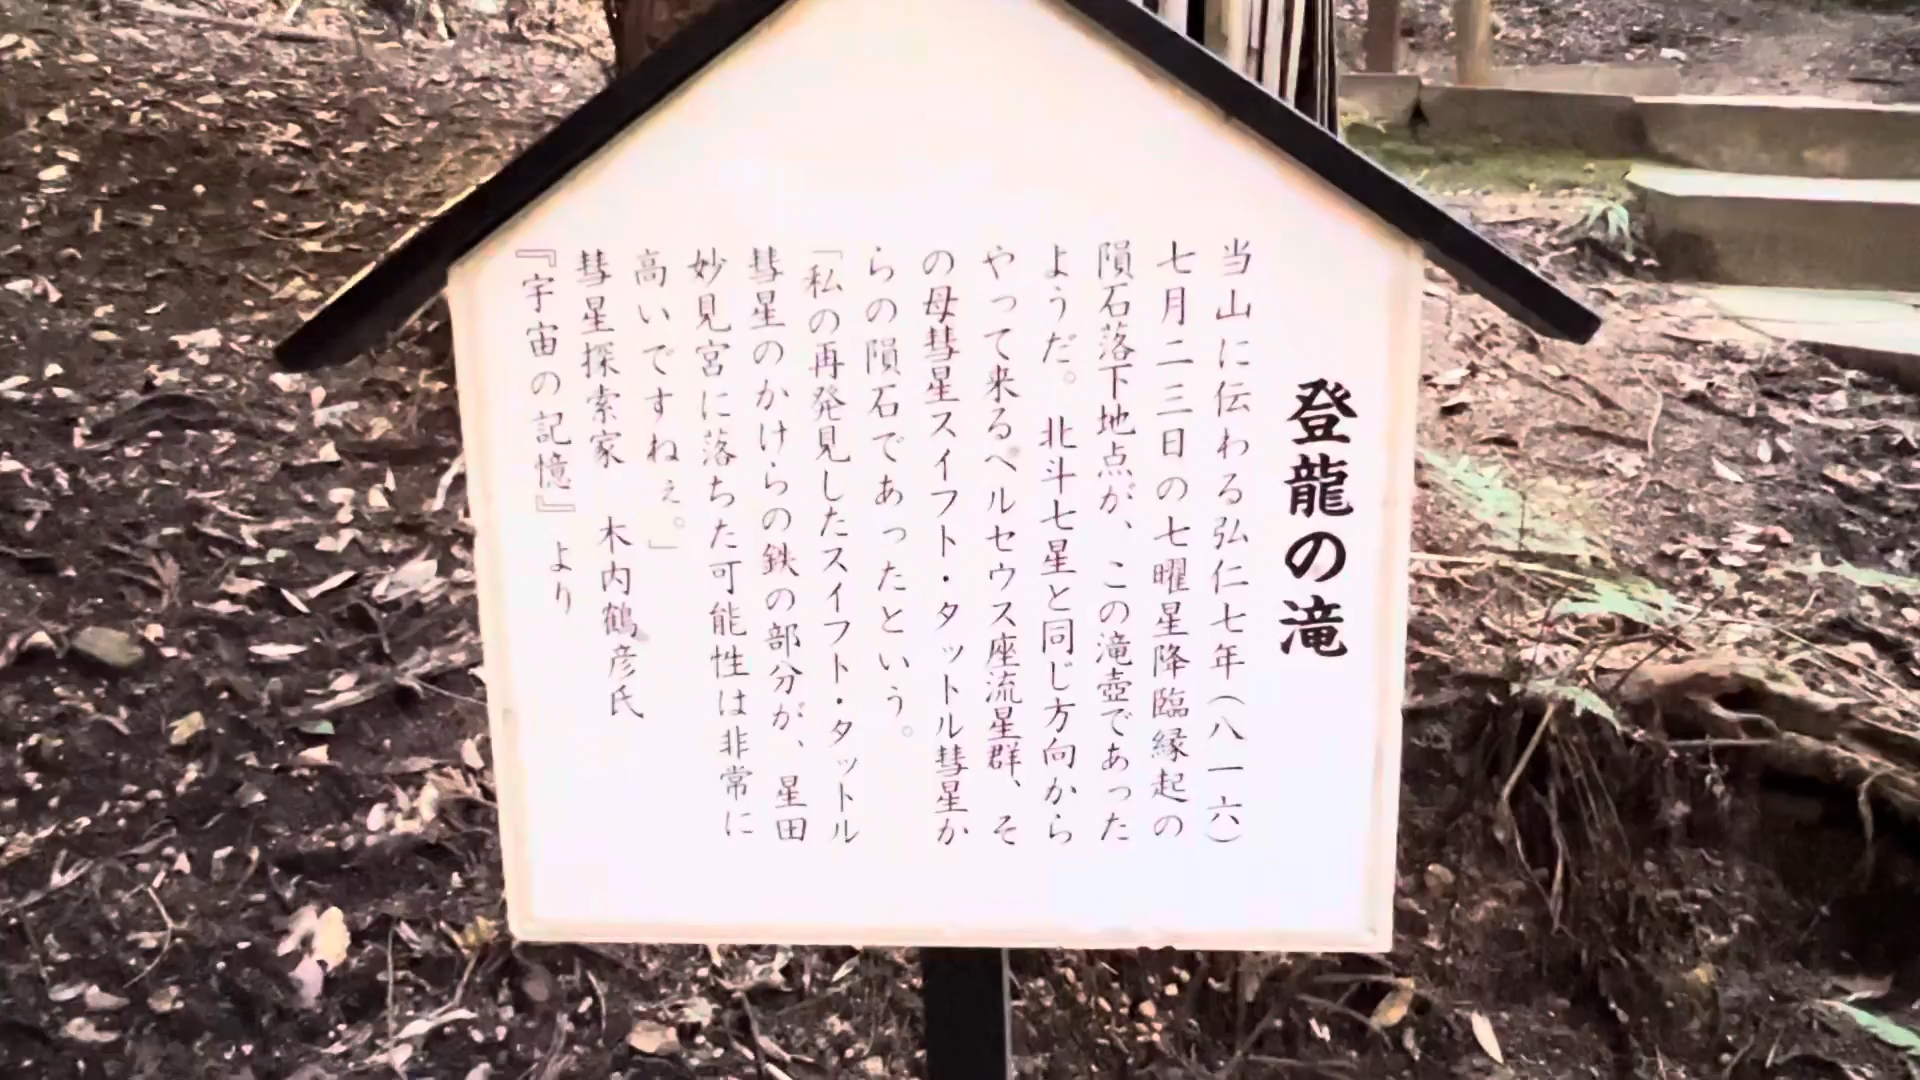 登龍の滝
当山に伝わる弘仁七年（八一六）
七月二三日の七曜星降臨縁起の
隕石落下地点が、この滝壺であった
ようだ。北斗七星と同じ方向から
やって来るペルセウス座流星群、そ
の母彗星スイフト・タットル彗星か
らの隕石であったという。
「私の再発見したスイフト・タットル
彗星のかけらの鉄の部分が、星田
妙見宮に落ちた可能性は非常に
高いですねぇ。」
彗星探索家　木内鶴彦氏
『宇宙の記憶』より